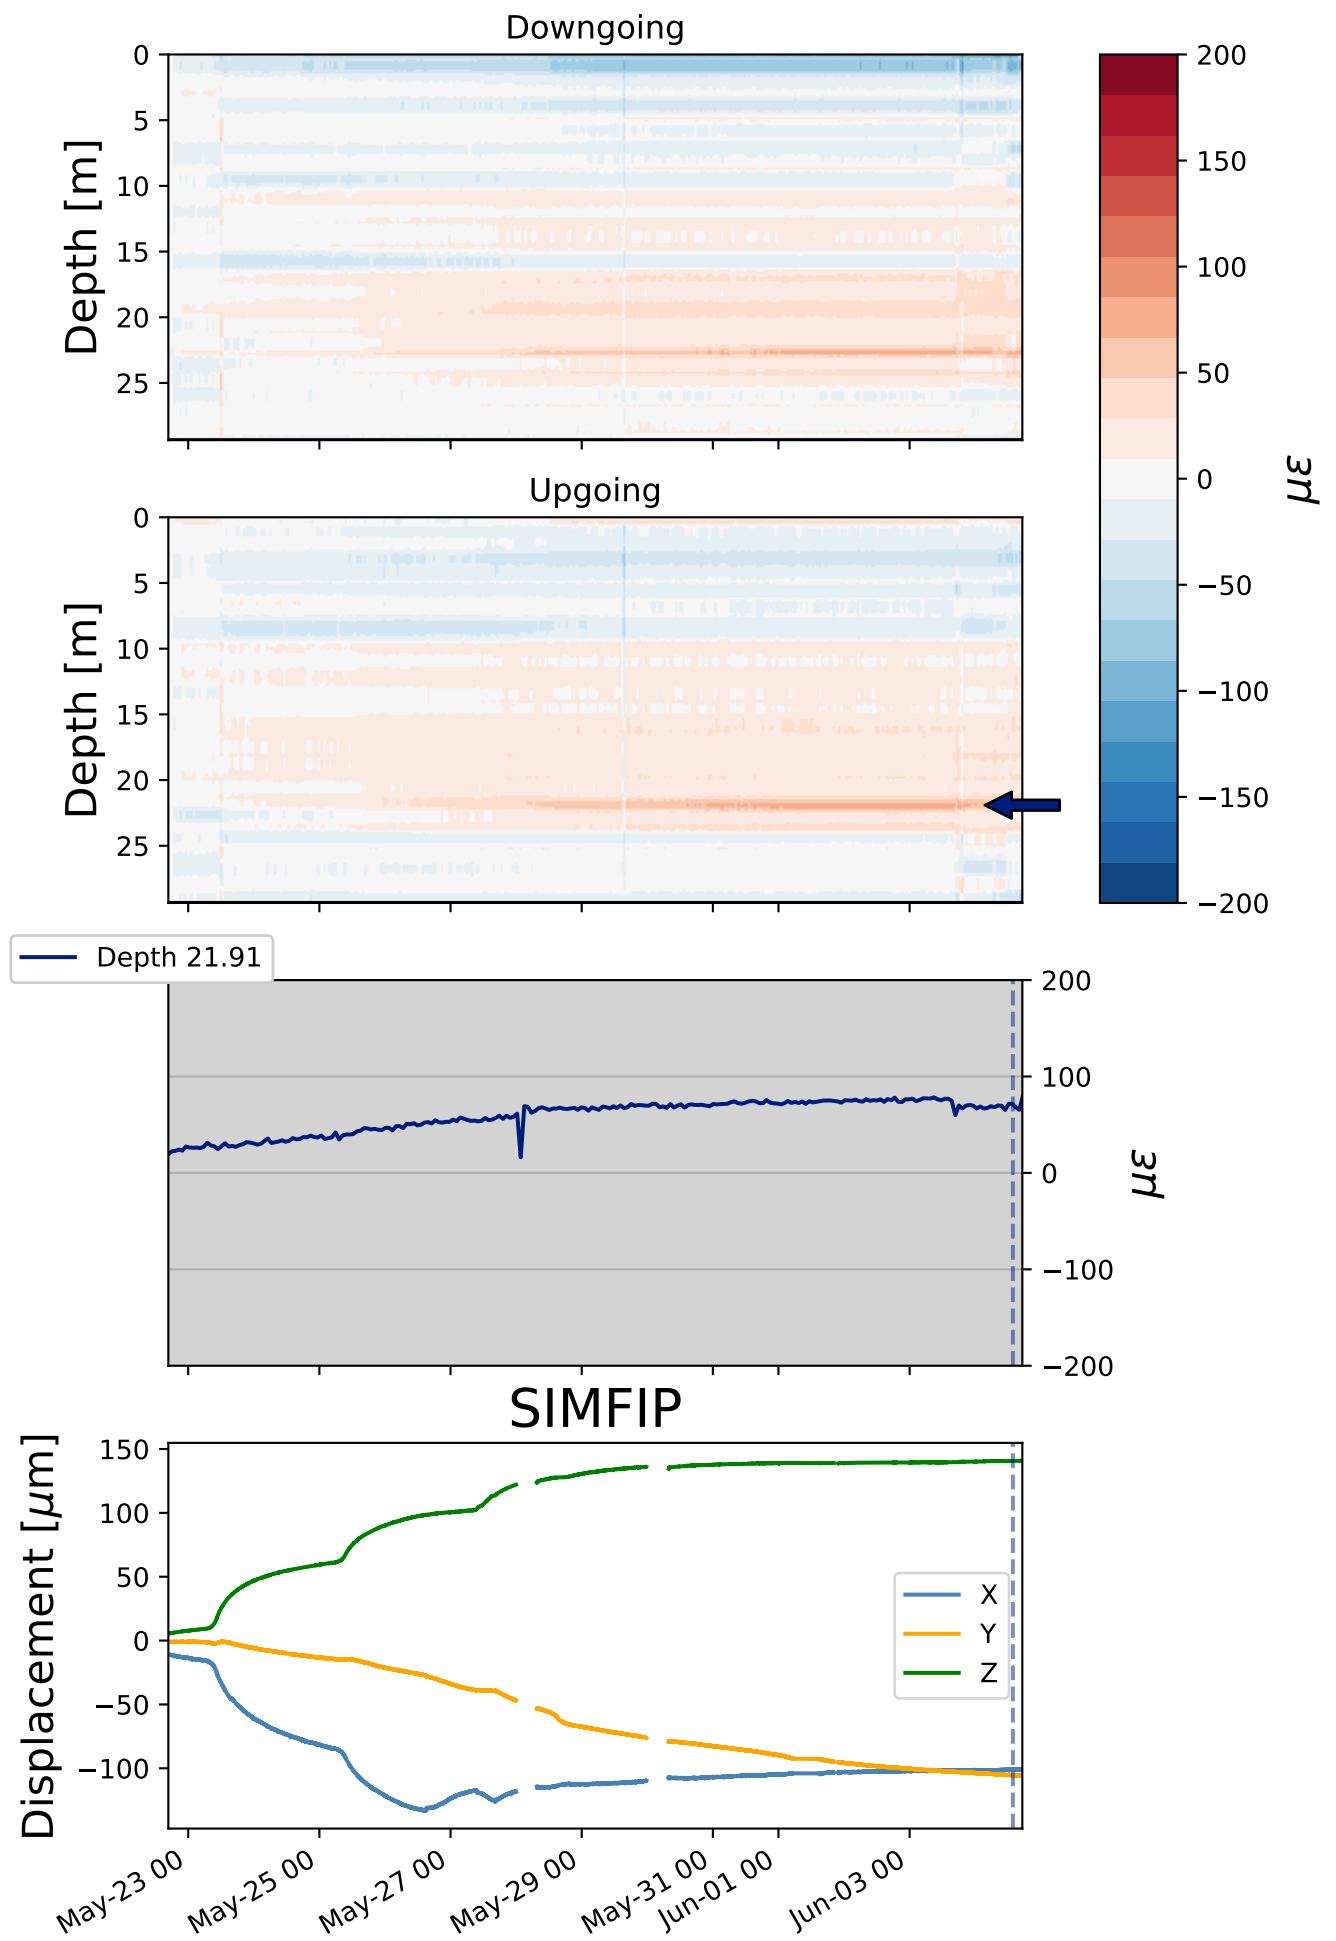 Downgoing
Depth [m]
0
5
10
15
20
25
Upgoing
Depth [m]
0
5
10
15
20
25
200
150
100
50
0
−50
−100
−150
−200
με
Depth 21.91
200
100
0
−100
−200
με
SIMFIP
Displacement [μm]
150
100
50
0
−50
−100
X
Y
Z
May-23 00
May-25 00
May-27 00
May-29 00
May-31 00
Jun-01 00
Jun-03 00